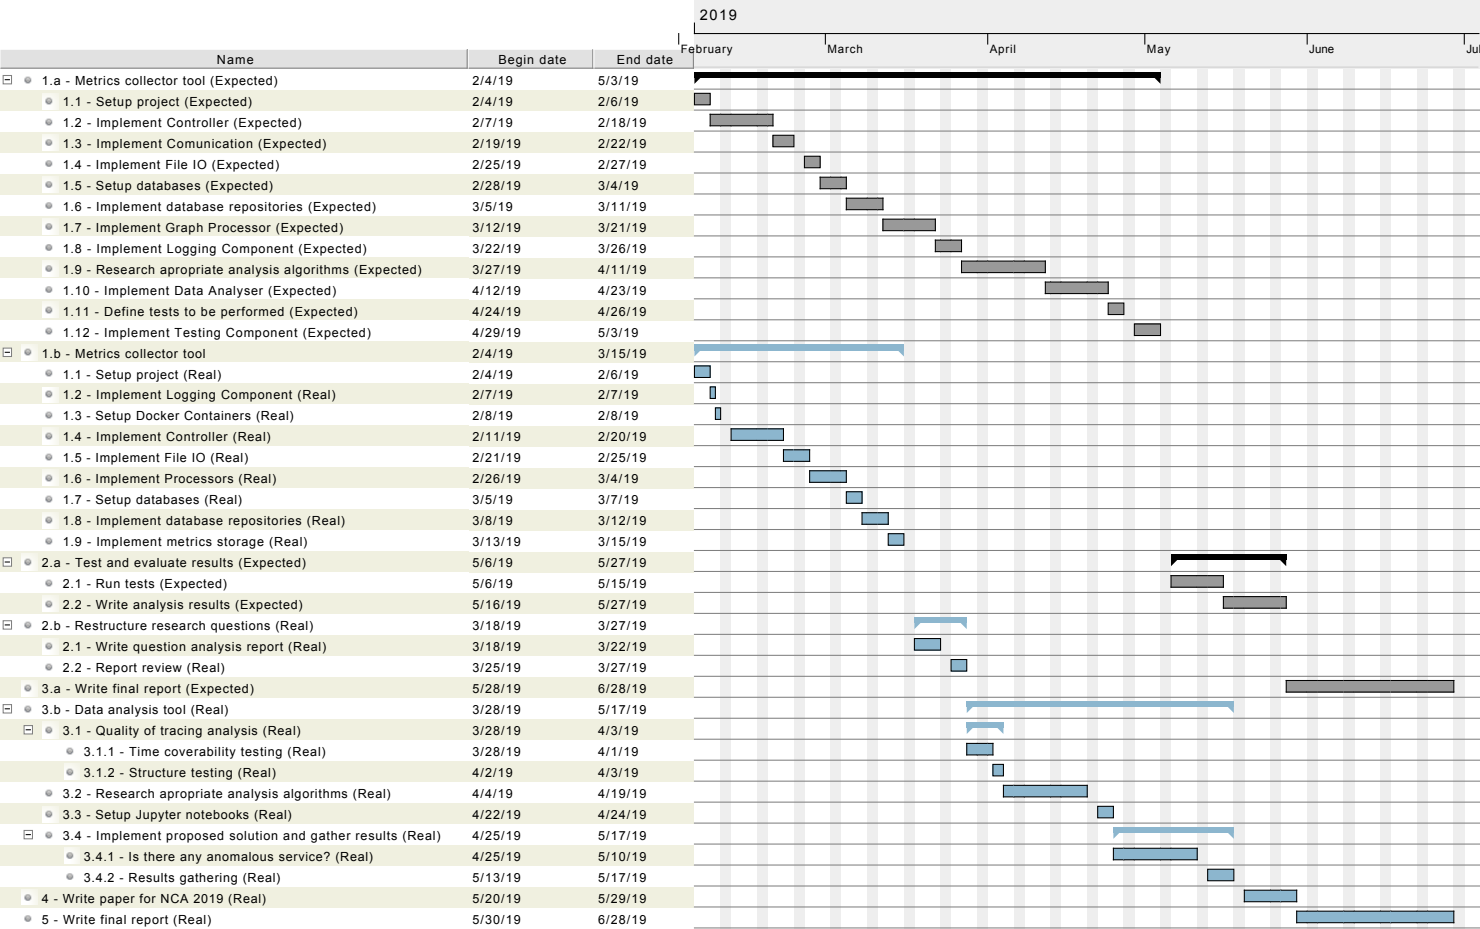 2019
February March April May June Jul
Name Begin date End date
1.a - Metrics collector tool (Expected) 2/4/19 5/3/19
1.1 - Setup project (Expected) 2/4/19 2/6/19
1.2 - Implement Controller (Expected) 2/7/19 2/18/19
1.3 - Implement Comunication (Expected) 2/19/19 2/22/19
1.4 - Implement File IO (Expected) 2/25/19 2/27/19
1.5 - Setup databases (Expected) 2/28/19 3/4/19
1.6 - Implement database repositories (Expected) 3/5/19 3/11/19
1.7 - Implement Graph Processor (Expected) 3/12/19 3/21/19
1.8 - Implement Logging Component (Expected) 3/22/19 3/26/19
1.9 - Research apropriate analysis algorithms (Expected) 3/27/19 4/11/19
1.10 - Implement Data Analyser (Expected) 4/12/19 4/23/19
1.11 - Define tests to be performed (Expected) 4/24/19 4/26/19
1.12 - Implement Testing Component (Expected) 4/29/19 5/3/19
1.b - Metrics collector tool 2/4/19 3/15/19
1.1 - Setup project (Real) 2/4/19 2/6/19
1.2 - Implement Logging Component (Real) 2/7/19 2/7/19
1.3 - Setup Docker Containers (Real) 2/8/19 2/8/19
1.4 - Implement Controller (Real) 2/11/19 2/20/19
1.5 - Implement File IO (Real) 2/21/19 2/25/19
1.6 - Implement Processors (Real) 2/26/19 3/4/19
1.7 - Setup databases (Real) 3/5/19 3/7/19
1.8 - Implement database repositories (Real) 3/8/19 3/12/19
1.9 - Implement metrics storage (Real) 3/13/19 3/15/19
2.a - Test and evaluate results (Expected) 5/6/19 5/27/19
2.1 - Run tests (Expected) 5/6/19 5/15/19
2.2 - Write analysis results (Expected) 5/16/19 5/27/19
2.b - Restructure research questions (Real) 3/18/19 3/27/19
2.1 - Write question analysis report (Real) 3/18/19 3/22/19
2.2 - Report review (Real) 3/25/19 3/27/19
3.a - Write final report (Expected) 5/28/19 6/28/19
3.b - Data analysis tool (Real) 3/28/19 5/17/19
3.1 - Quality of tracing analysis (Real) 3/28/19 4/3/19
3.1.1 - Time coverability testing (Real) 3/28/19 4/1/19
3.1.2 - Structure testing (Real) 4/2/19 4/3/19
3.2 - Research apropriate analysis algorithms (Real) 4/4/19 4/19/19
3.3 - Setup Jupyter notebooks (Real) 4/22/19 4/24/19
3.4 - Implement proposed solution and gather results (Real) 4/25/19 5/17/19
3.4.1 - Is there any anomalous service? (Real) 4/25/19 5/10/19
3.4.2 - Results gathering (Real) 5/13/19 5/17/19
4 - Write paper for NCA 2019 (Real) 5/20/19 5/29/19
5 - Write final report (Real) 5/30/19 6/28/19